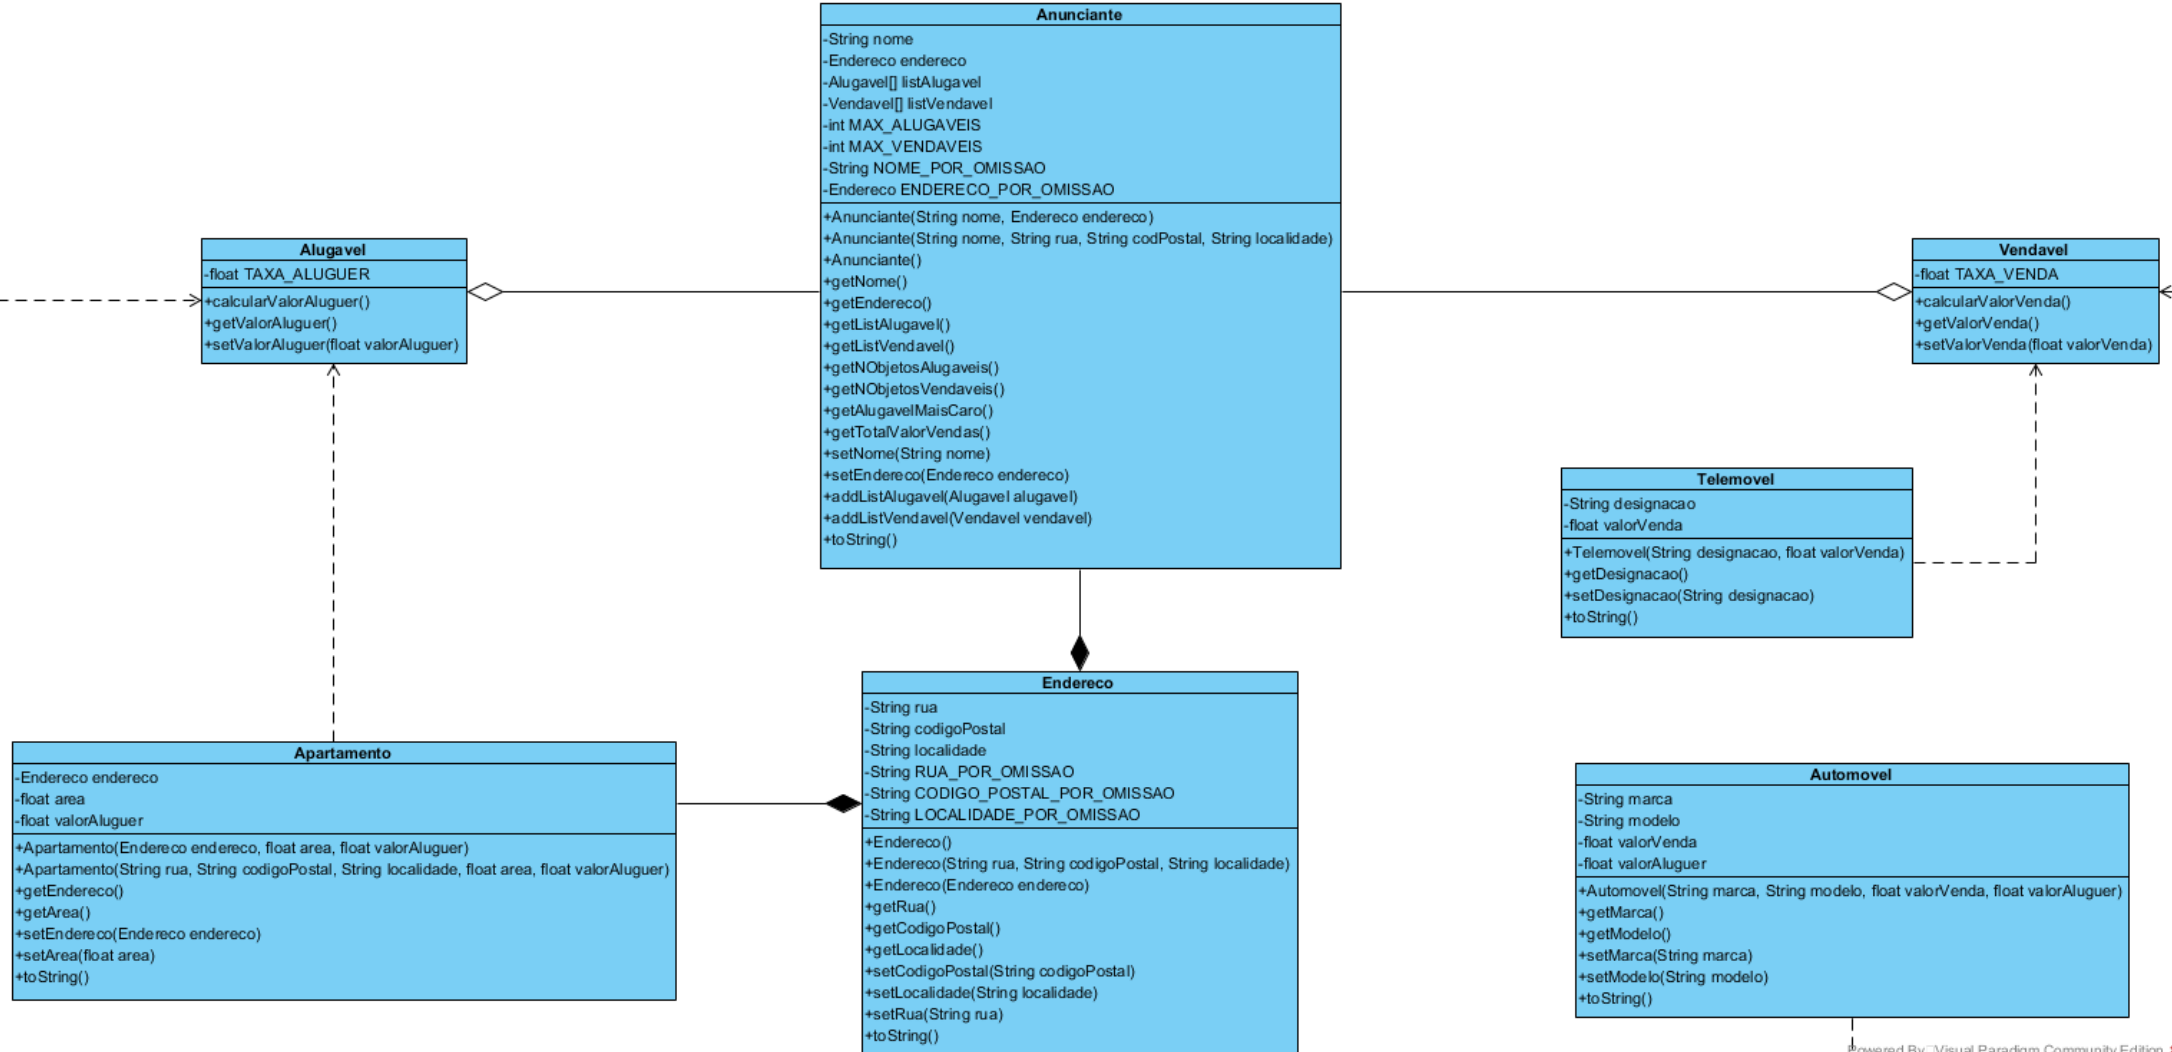 Anunciante
-String nome
-Endereco endereco
-Alugavel[] listAlugavel
-Vendavel[] listVendavel
-int MAX_ALUGAVEIS
-int MAX_VENDAVEIS
-String NOME_POR_OMISSAO
-Endereco ENDERECO_POR_OMISSAO
+Anunciante(String nome, Endereco endereco)
+Anunciante(String nome, String rua, String codPostal, String localidade)
+Anunciante()
+getNome()
+getEndereco()
+getListAlugavel()
+getListVendavel()
+getNObjetosAlugaveis()
+getNObjetosVendaveis()
+getAlugavelMaisCaro()
+getTotalValorVendas()
+setNome(String nome)
+setEndereco(Endereco endereco)
+addListAlugavel(Alugavel alugavel)
+addListVendavel(Vendavel vendavel)
+toString()
Alugavel
-float TAXA_ALUGUER
+calcularValorAluguer()
+getValorAluguer()
+setValorAluguer(float valorAluguer)
Vendavel
-float TAXA_VENDA
+calcularValorVenda()
+getValorVenda()
+setValorVenda(float valorVenda)
Telemovel
-String designacao
-float valorVenda
+Telemovel(String designacao, float valorVenda)
+getDesignacao()
+setDesignacao(String designacao)
+toString()
Endereco
-String rua
-String codigoPostal
-String localidade
-String RUA_POR_OMISSAO
-String CODIGO_POSTAL_POR_OMISSAO
-String LOCALIDADE_POR_OMISSAO
+Endereco()
+Endereco(String rua, String codigoPostal, String localidade)
+Endereco(Endereco endereco)
+getRua()
+getCodigoPostal()
+getLocalidade()
+setCodigoPostal(String codigoPostal)
+setLocalidade(String localidade)
+setRua(String rua)
+toString()
Apartamento
-Endereco endereco
-float area
-float valorAluguer
+Apartamento(Endereco endereco, float area, float valorAluguer)
+Apartamento(String rua, String codigoPostal, String localidade, float area, float valorAluguer)
+getEndereco()
+getArea()
+setEndereco(Endereco endereco)
+setArea(float area)
+toString()
Automovel
-String marca
-String modelo
-float valorVenda
-float valorAluguer
+Automovel(String marca, String modelo, float valorVenda, float valorAluguer)
+getMarca()
+getModelo()
+setMarca(String marca)
+setModelo(String modelo)
+toString()
Powered By Visual Paradigm Community Edition